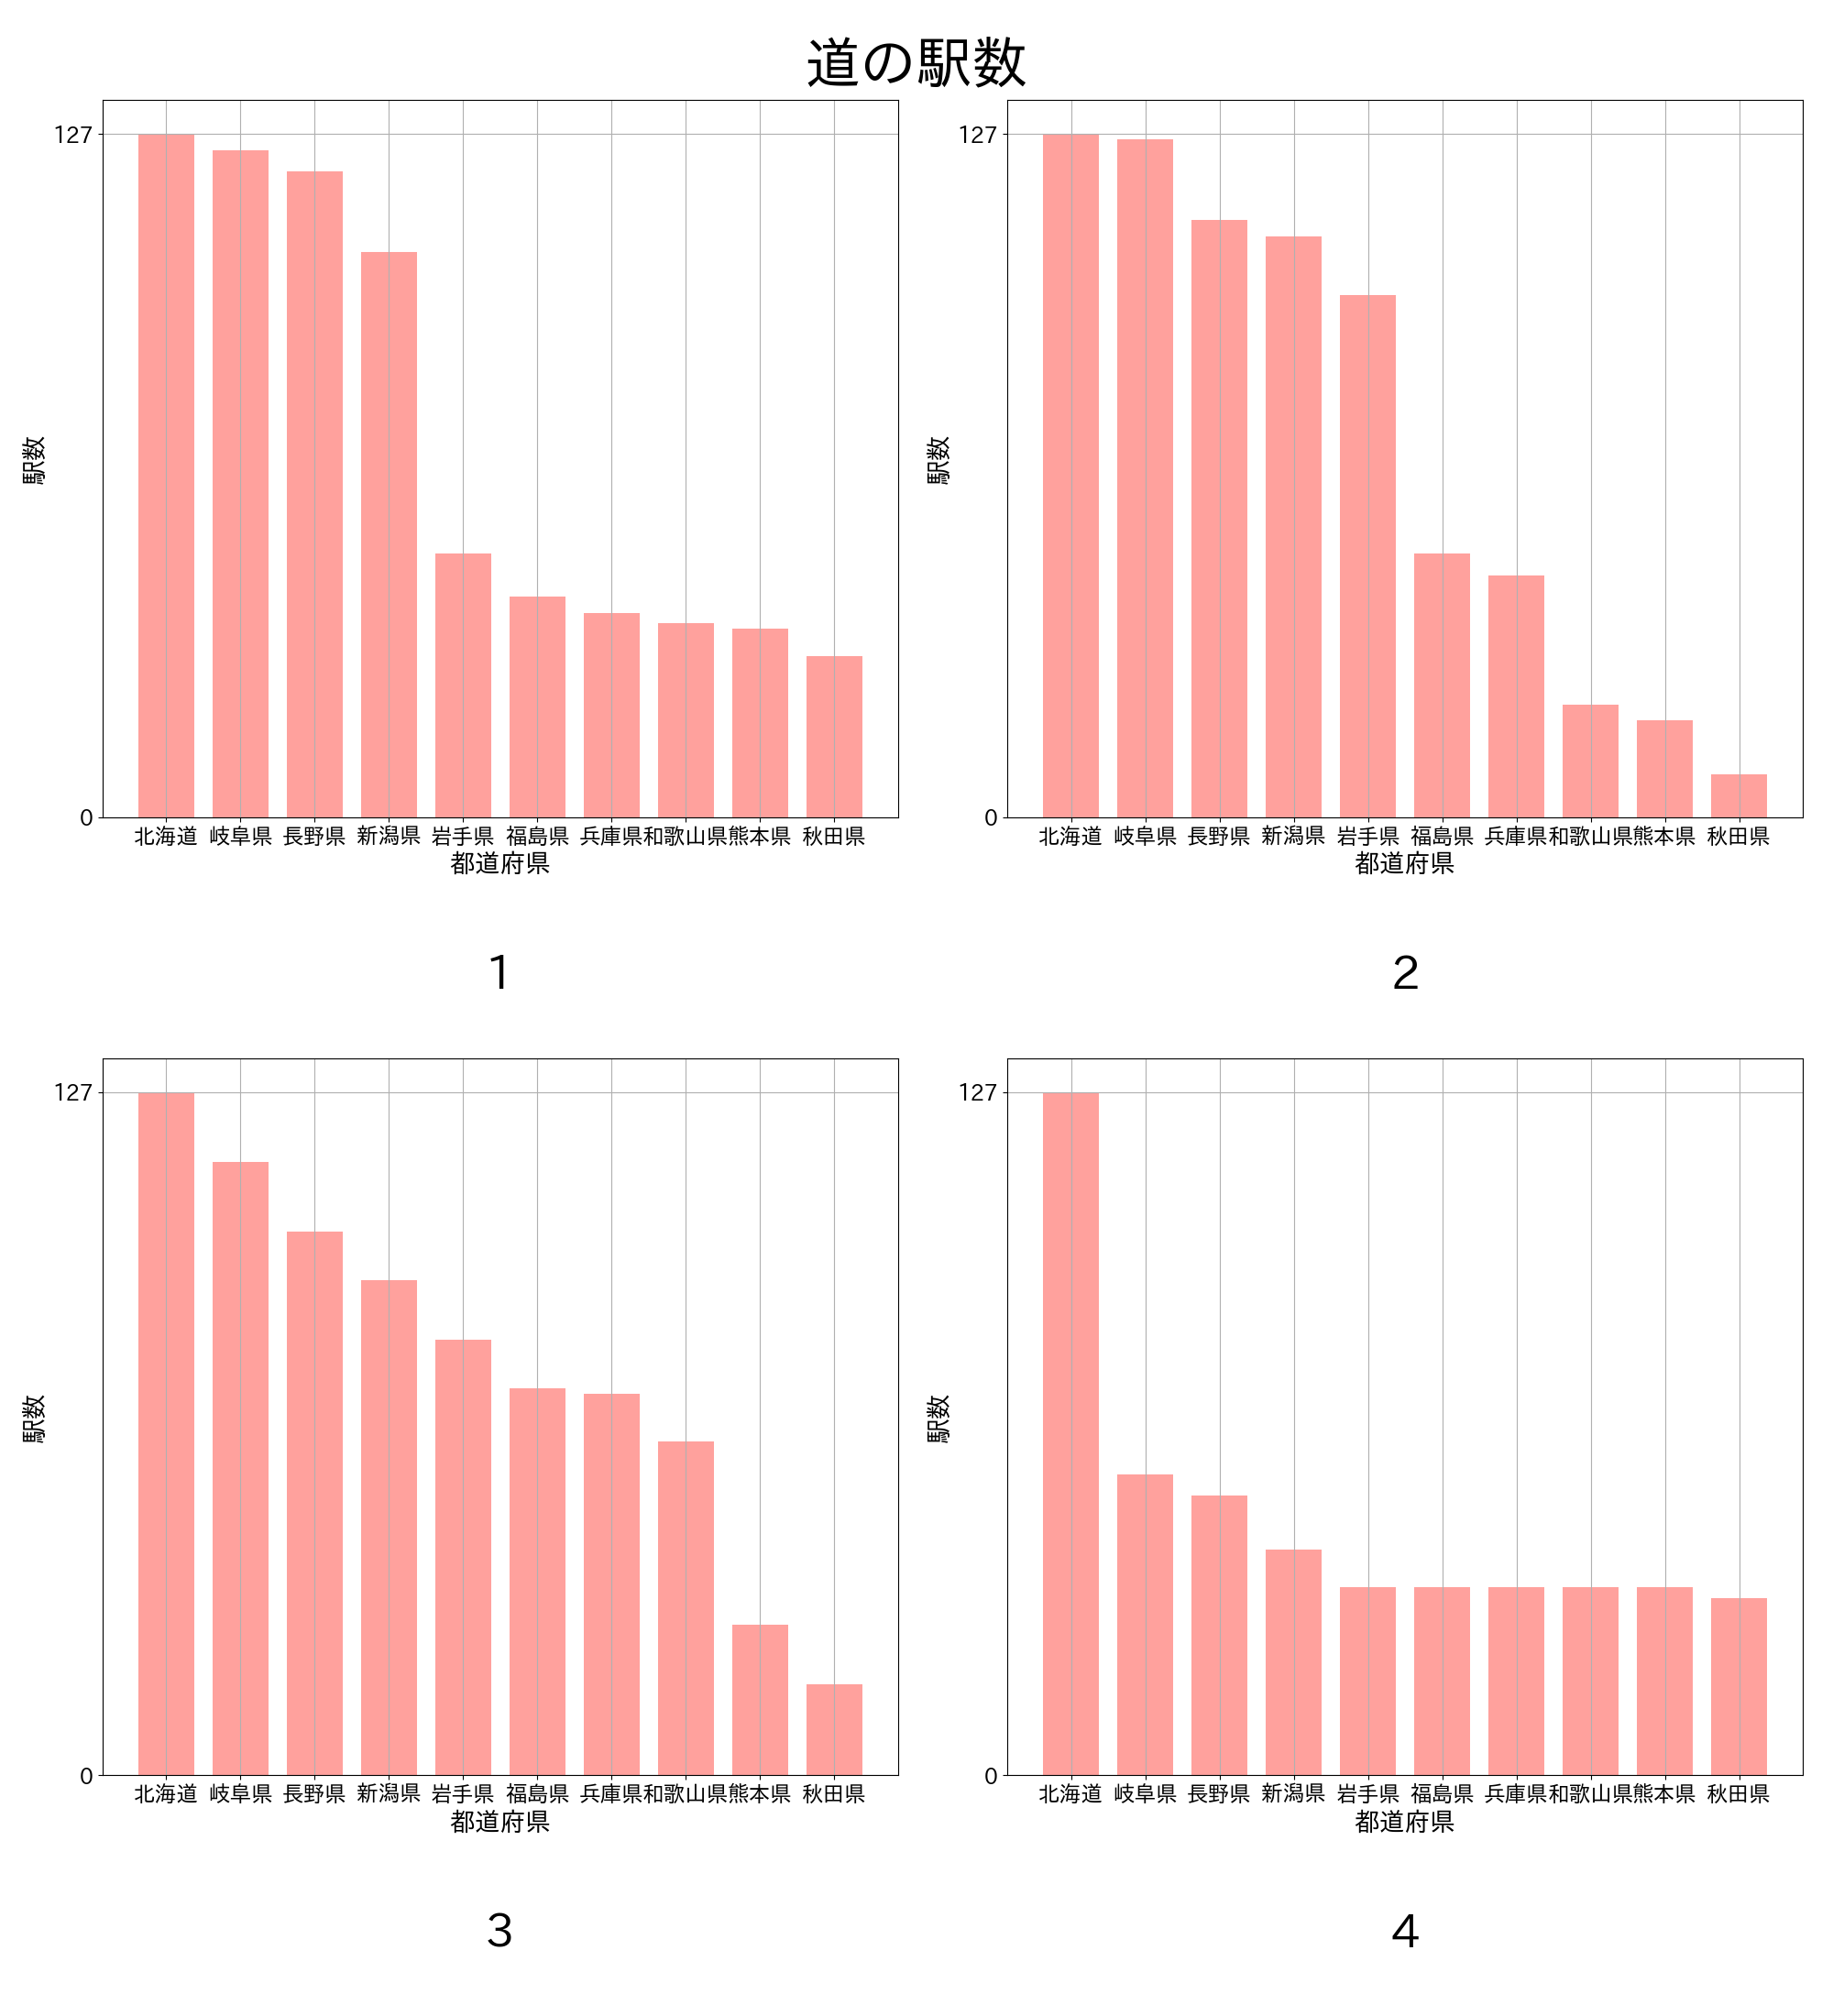 道の駅数
127
0
駅数
北海道 岐阜県 長野県 新潟県 岩手県 福島県 兵庫県 和歌山県 熊本県 秋田県
都道府県
1
127
0
駅数
北海道 岐阜県 長野県 新潟県 岩手県 福島県 兵庫県 和歌山県 熊本県 秋田県
都道府県
2
127
0
駅数
北海道 岐阜県 長野県 新潟県 岩手県 福島県 兵庫県 和歌山県 熊本県 秋田県
都道府県
3
127
0
駅数
北海道 岐阜県 長野県 新潟県 岩手県 福島県 兵庫県 和歌山県 熊本県 秋田県
都道府県
4